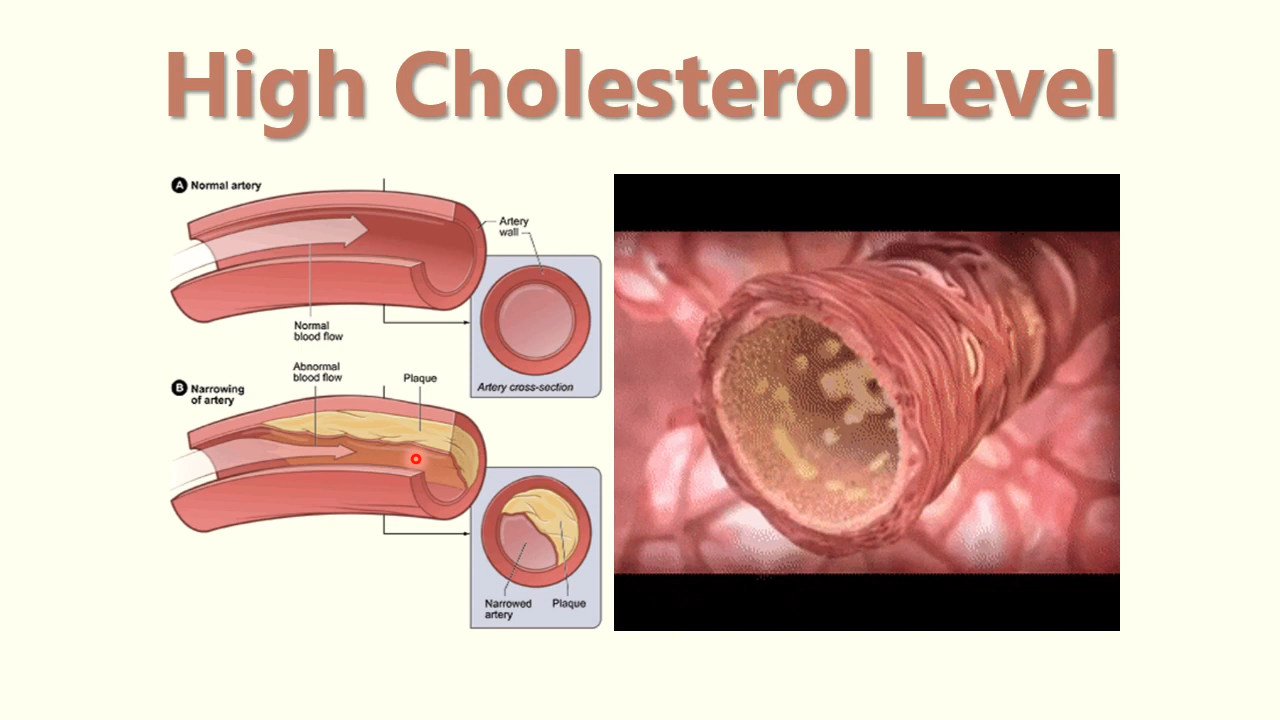 High Cholesterol Level
A Normal artery
Artery
wall
Normal
blood flow
Artery cross-section
Abnormal
blood flow
Plaque
B Narrowing
of artery
Narrowed
artery
Plaque